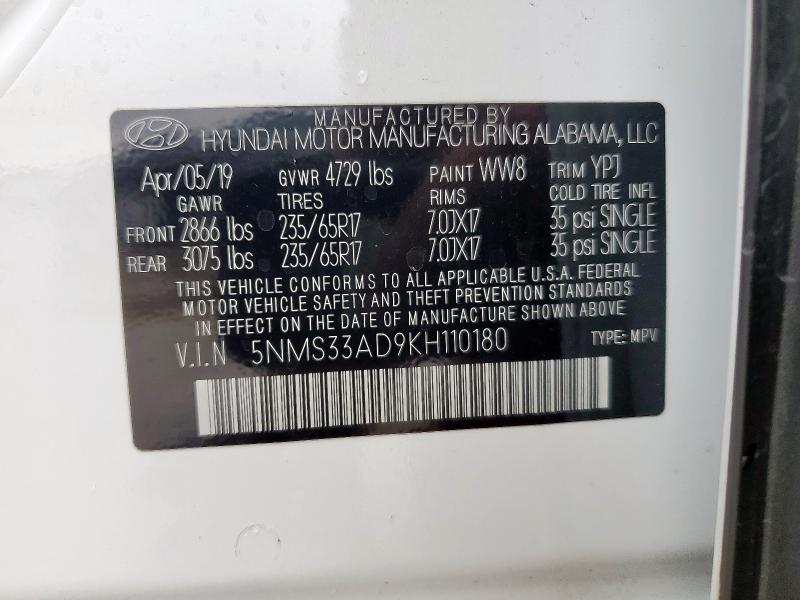 MANUFACTURED BY
HYUNDAI MOTOR MANUFACTURING ALABAMA, LLC
Apr/05/19 GVWR 4729 lbs PAINT WW8 TRIM YPJ
GAWR TIRES RIMS COLD TIRE INFL
FRONT 2866 lbs 235/65R17 7.0JX17 35 psi SINGLE
REAR 3075 lbs 235/65R17 7.0JX17 35 psi SINGLE
THIS VEHICLE CONFORMS TO ALL APPLICABLE U.S.A. FEDERAL
MOTOR VEHICLE SAFETY AND THEFT PREVENTION STANDARDS
IN EFFECT ON THE DATE OF MANUFACTURE SHOWN ABOVE
V.I.N 5NMS33AD9KH110180 TYPE: MPV